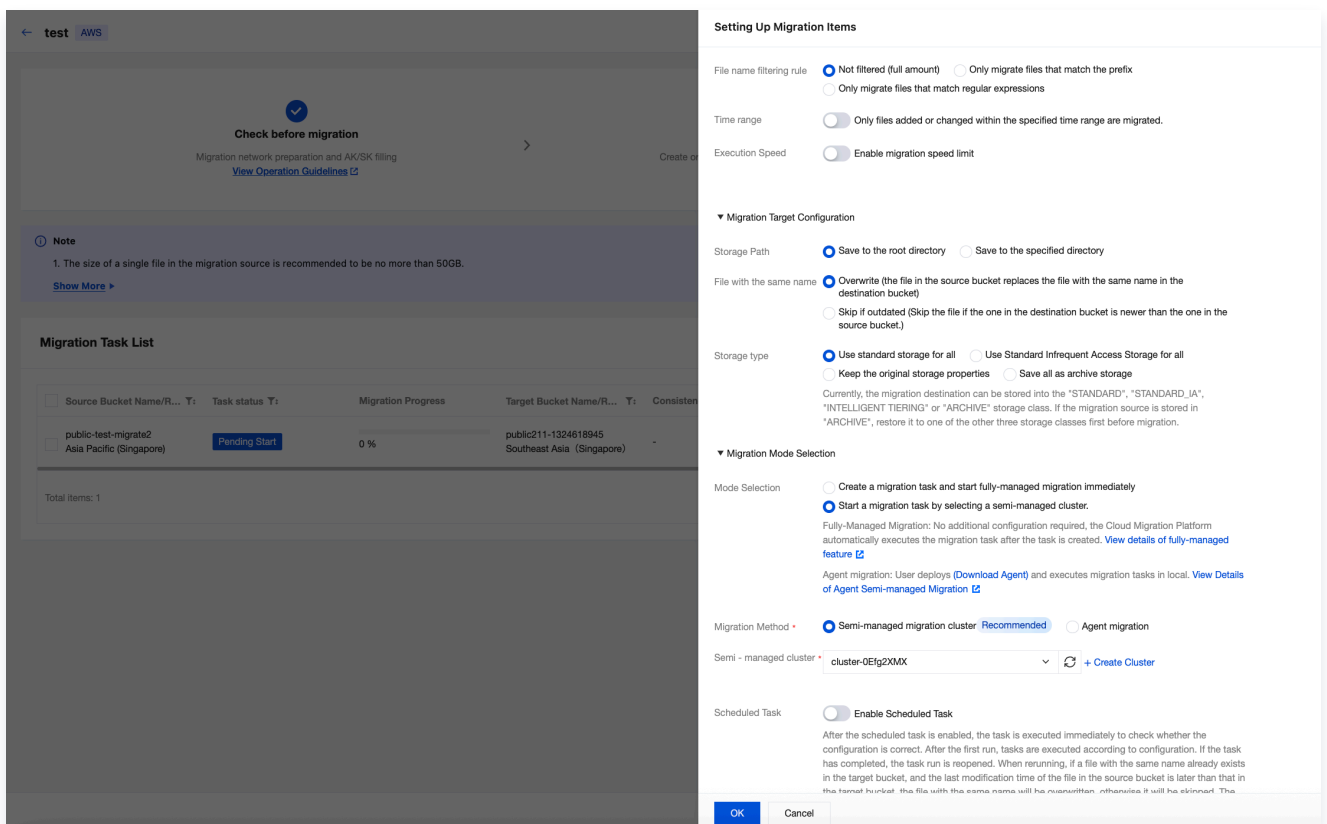 ← test AWS
Check before migration
Migration network preparation and AK/SK filling
View Operation Guidelines
Create or
Note
1. The size of a single file in the migration source is recommended to be no more than 50GB.
Show More
Migration Task List
Source Bucket Name/R... Task status Migration Progress Target Bucket Name/R... Consisten
public-test-migrate2
Asia Pacific (Singapore)
Pending Start
0 %
public211-1324618945
Southeast Asia（Singapore）
-
Total items: 1
Setting Up Migration Items
File name filtering rule Not filtered (full amount) Only migrate files that match the prefix
Only migrate files that match regular expressions
Time range Only files added or changed within the specified time range are migrated.
Execution Speed Enable migration speed limit
Migration Target Configuration
Storage Path Save to the root directory Save to the specified directory
File with the same name Overwrite (the file in the source bucket replaces the file with the same name in the
destination bucket)
Skip if outdated (Skip the file if the one in the destination bucket is newer than the one in the
source bucket.)
Storage type Use standard storage for all Use Standard Infrequent Access Storage for all
Keep the original storage properties Save all as archive storage
Currently, the migration destination can be stored into the "STANDARD", "STANDARD_IA",
"INTELLIGENT TIERING" or "ARCHIVE" storage class. If the migration source is stored in
"ARCHIVE", restore it to one of the other three storage classes first before migration.
Migration Mode Selection
Mode Selection Create a migration task and start fully-managed migration immediately
Start a migration task by selecting a semi-managed cluster.
Fully-Managed Migration: No additional configuration required, the Cloud Migration Platform
automatically executes the migration task after the task is created. View details of fully-managed
feature
Agent migration: User deploys (Download Agent) and executes migration tasks in local. View Details
of Agent Semi-managed Migration
Migration Method * Semi-managed migration cluster Recommended Agent migration
Semi - managed cluster * cluster-0Efg2XMX + Create Cluster
Scheduled Task Enable Scheduled Task
After the scheduled task is enabled, the task is executed immediately to check whether the
configuration is correct. After the first run, tasks are executed according to configuration. If the task
has completed, the task run is reopened. When rerunning, if a file with the same name already exists
in the target bucket, and the last modification time of the file in the source bucket is later than that in
the target bucket, the file with the same name will be overwritten, otherwise it will be skipped. The
OK Cancel